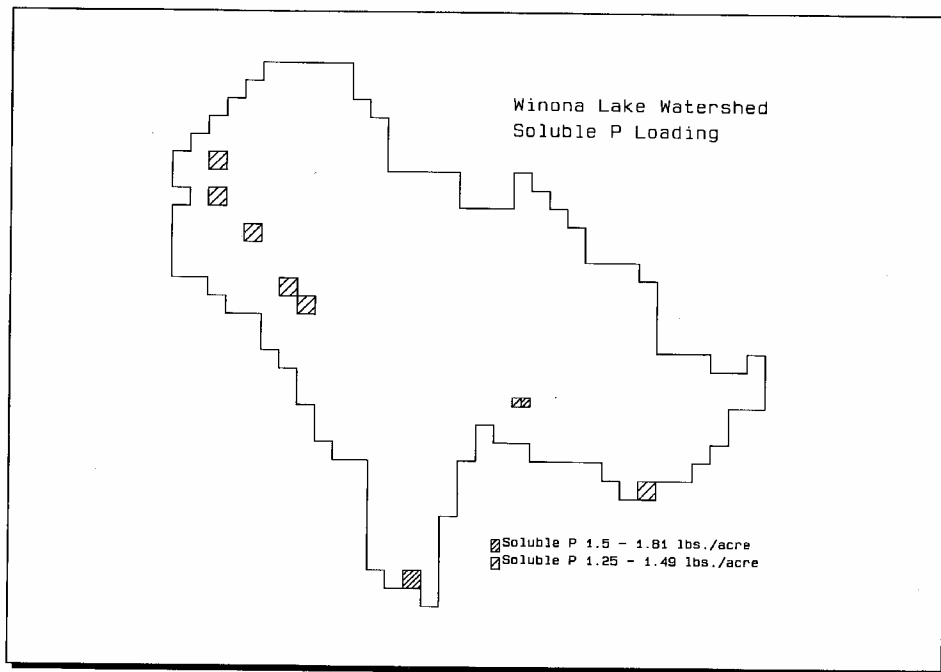 Winona Lake Watershed
Soluble P Loading
Soluble P 1.5 - 1.81 lbs./acre
Soluble P 1.25 - 1.49 lbs./acre